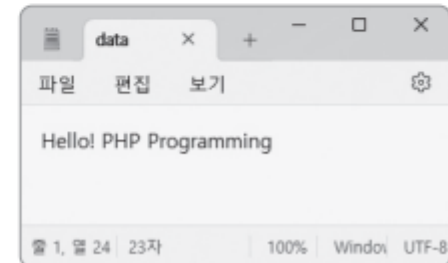 data
파일 편집 보기
Hello! PHP Programming
줄 1, 열 24 23자 100% Window UTF-8